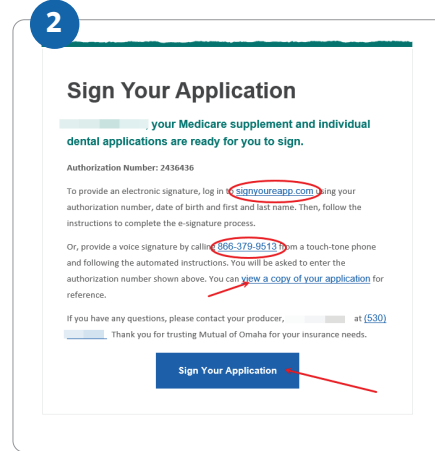 2
Sign Your Application
, your Medicare supplement and individual
dental applications are ready for you to sign.
Authorization Number: 2436436
To provide an electronic signature, log in to signyoureapp.com using your
authorization number, date of birth and first and last name. Then, follow the
instructions to complete the e-signature process.
Or, provide a voice signature by calling 866-379-9513 from a touch-tone phone
and following the automated instructions. You will be asked to enter the
authorization number shown above. You can view a copy of your application for
reference.
If you have any questions, please contact your producer, at (530)
Thank you for trusting Mutual of Omaha for your insurance needs.
Sign Your Application